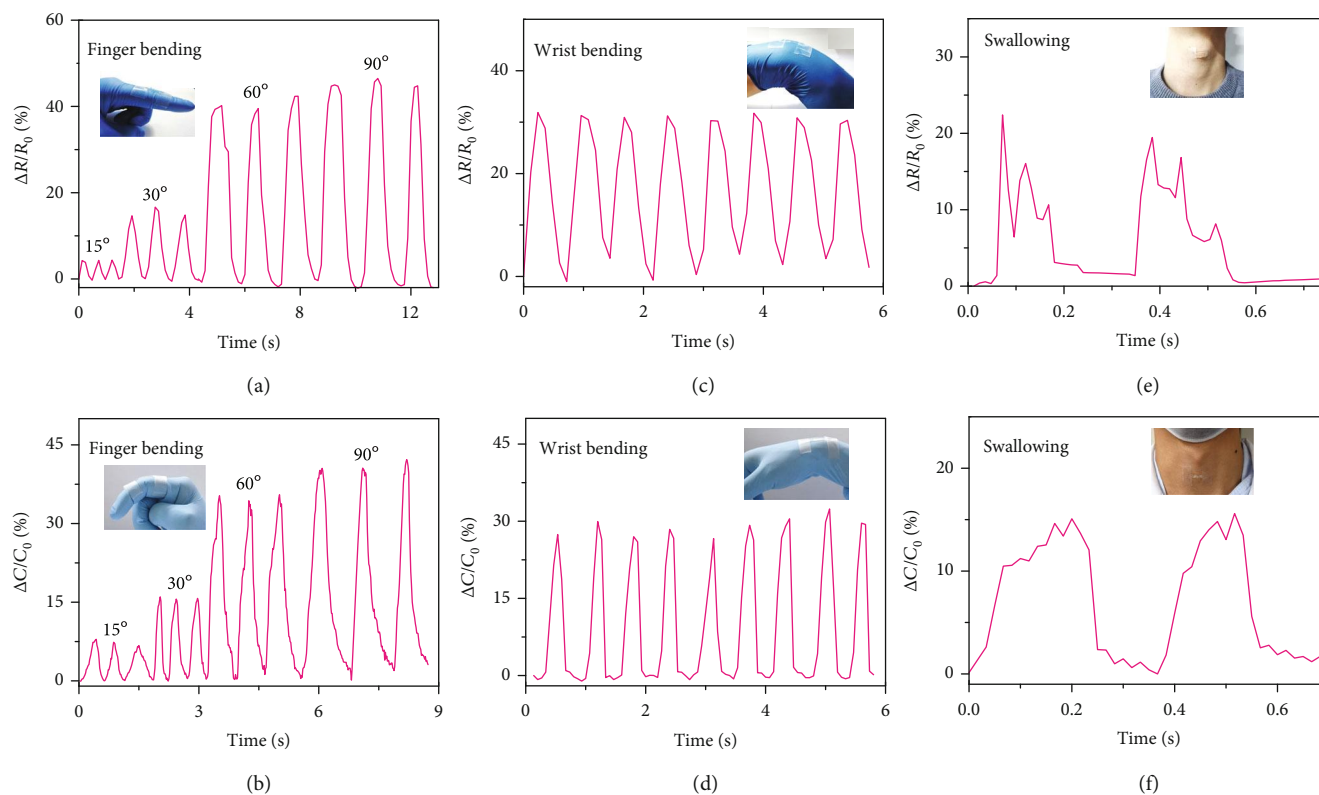 Finger bending
15°
30°
60°
90°
ΔR/R₀ (%)
60
40
20
0
0
4
8
12
Time (s)
(a)
Wrist bending
ΔR/R₀ (%)
40
20
0
0
2
4
6
Time (s)
(c)
Swallowing
ΔR/R₀ (%)
30
20
10
0
0.0
0.2
0.4
0.6
Time (s)
(e)
Finger bending
15°
30°
60°
90°
ΔC/C₀ (%)
45
30
15
0
0
3
6
9
Time (s)
(b)
Wrist bending
ΔC/C₀ (%)
45
30
15
0
0
2
4
6
Time (s)
(d)
Swallowing
ΔC/C₀ (%)
20
10
0
0.0
0.2
0.4
0.6
Time (s)
(f)